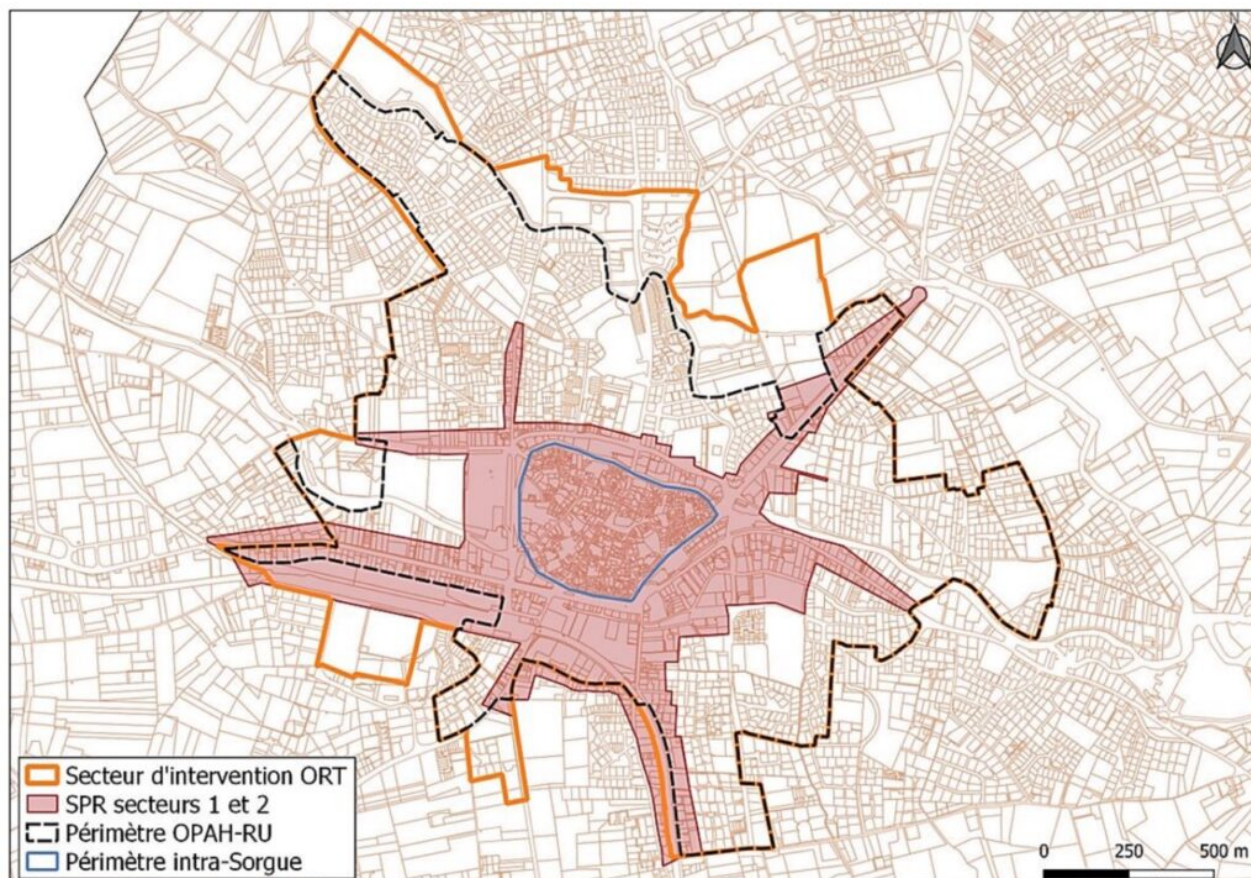 N
Secteur d'intervention ORT
SPR secteurs 1 et 2
Périmètre OPAH-RU
Périmètre intra-Sorgue
0 250 500 m